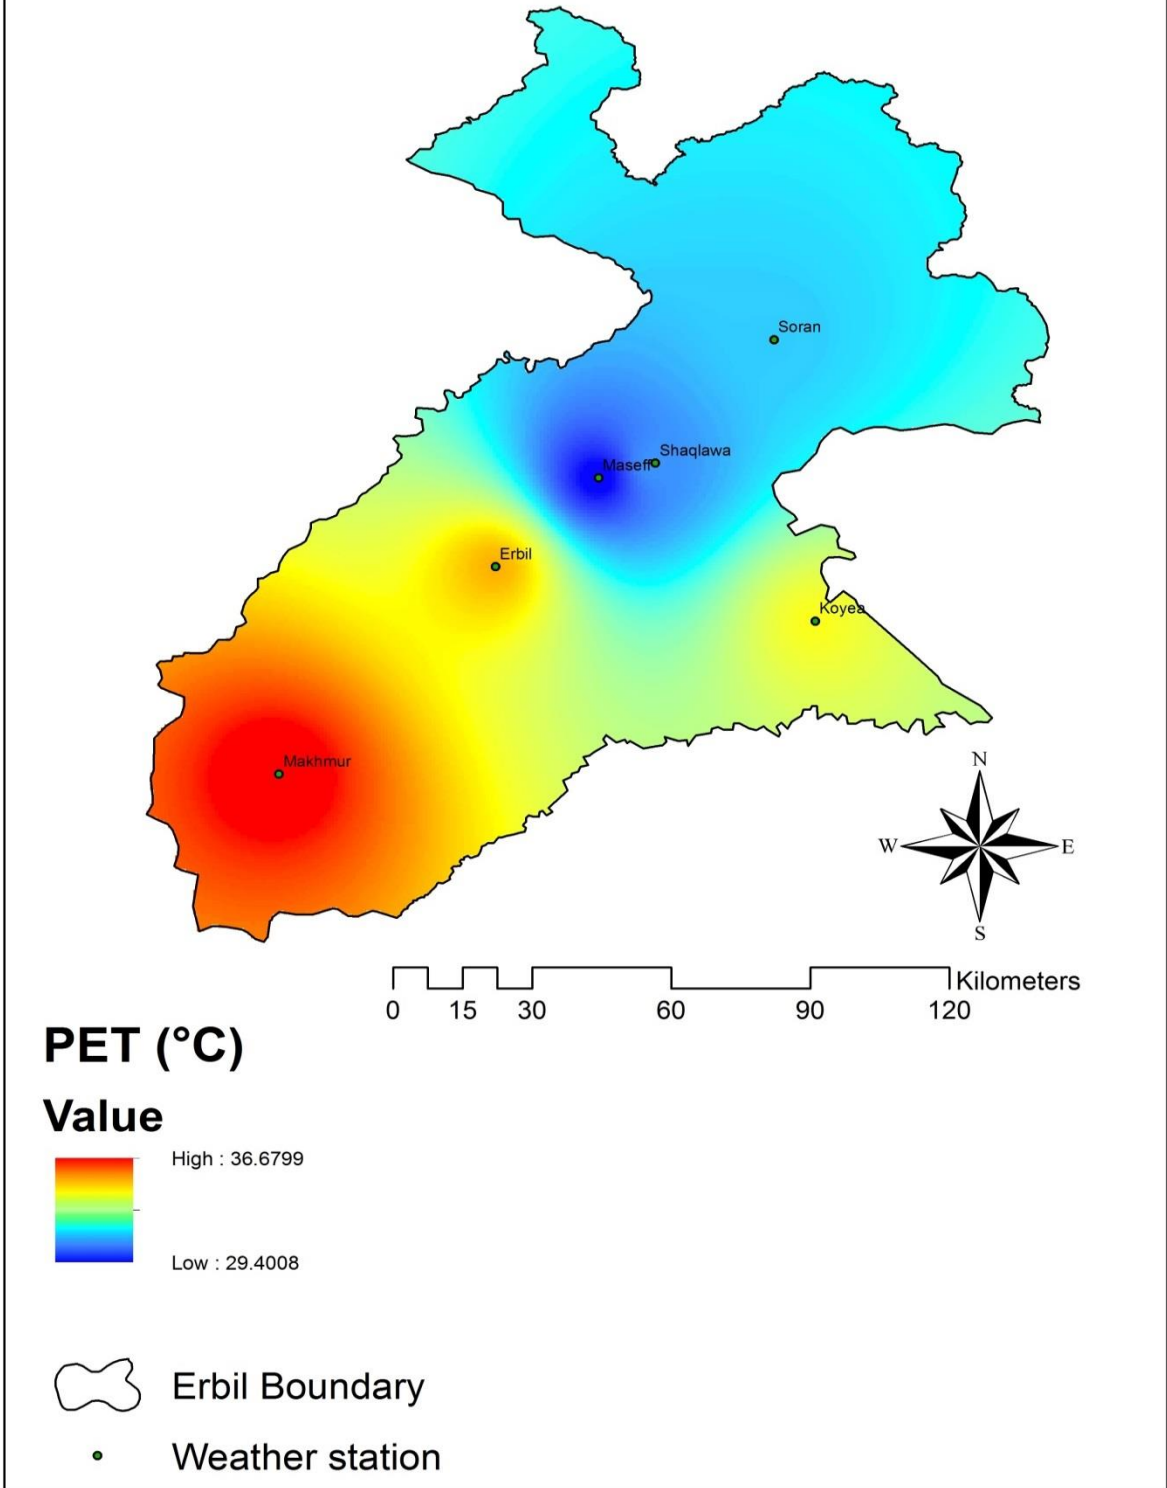 Soran
Shaqlawa
Maseff
Erbil
Koyea
Makhmur
N
W
E
S
Kilometers
0 15 30 60 90 120
PET (°C)
Value
High : 36.6799
Low : 29.4008
Erbil Boundary
Weather station